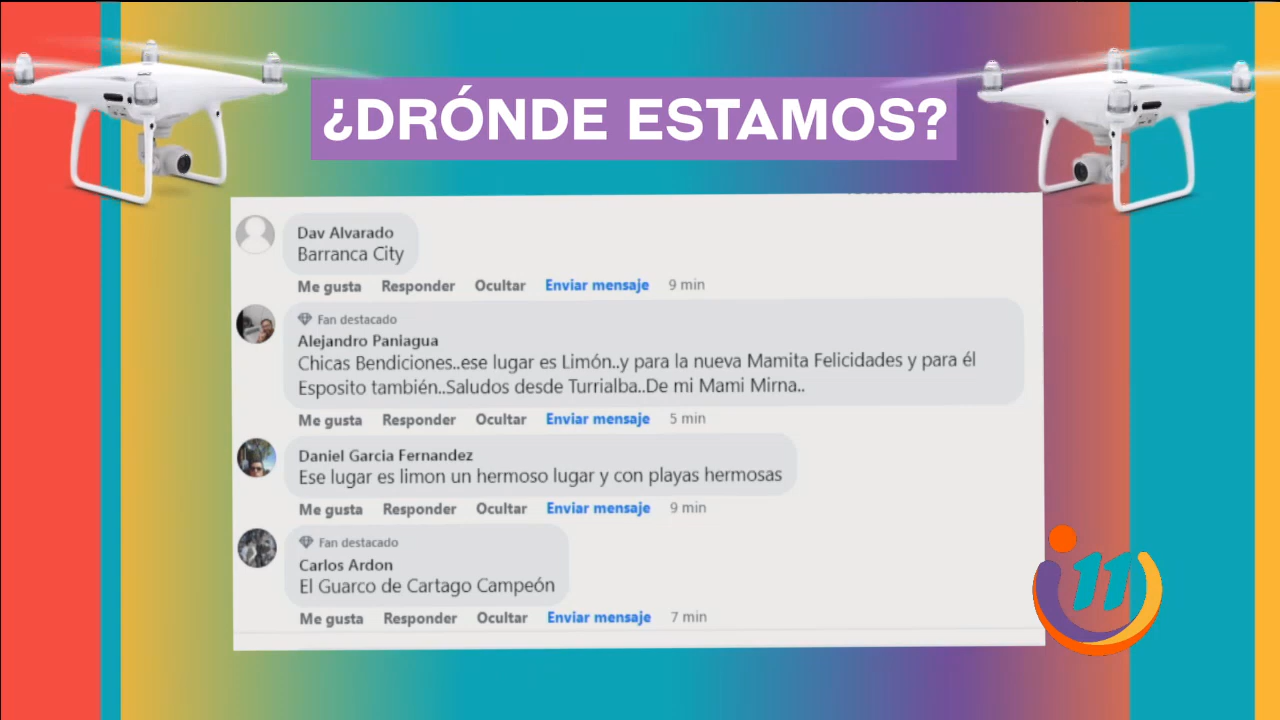 ¿DRÓNDE ESTAMOS?
Dav Alvarado
Barranca City
Me gusta Responder Ocultar Enviar mensaje 9 min
Fan destacado
Alejandro Paniagua
Chicas Bendiciones..ese lugar es Limón..y para la nueva Mamita Felicidades y para él
Esposito también..Saludos desde Turrialba..De mi Mami Mirna..
Me gusta Responder Ocultar Enviar mensaje 5 min
Daniel Garcia Fernandez
Ese lugar es limon un hermoso lugar y con playas hermosas
Me gusta Responder Ocultar Enviar mensaje 9 min
Fan destacado
Carlos Ardon
El Guarco de Cartago Campeón
Me gusta Responder Ocultar Enviar mensaje 7 min
11